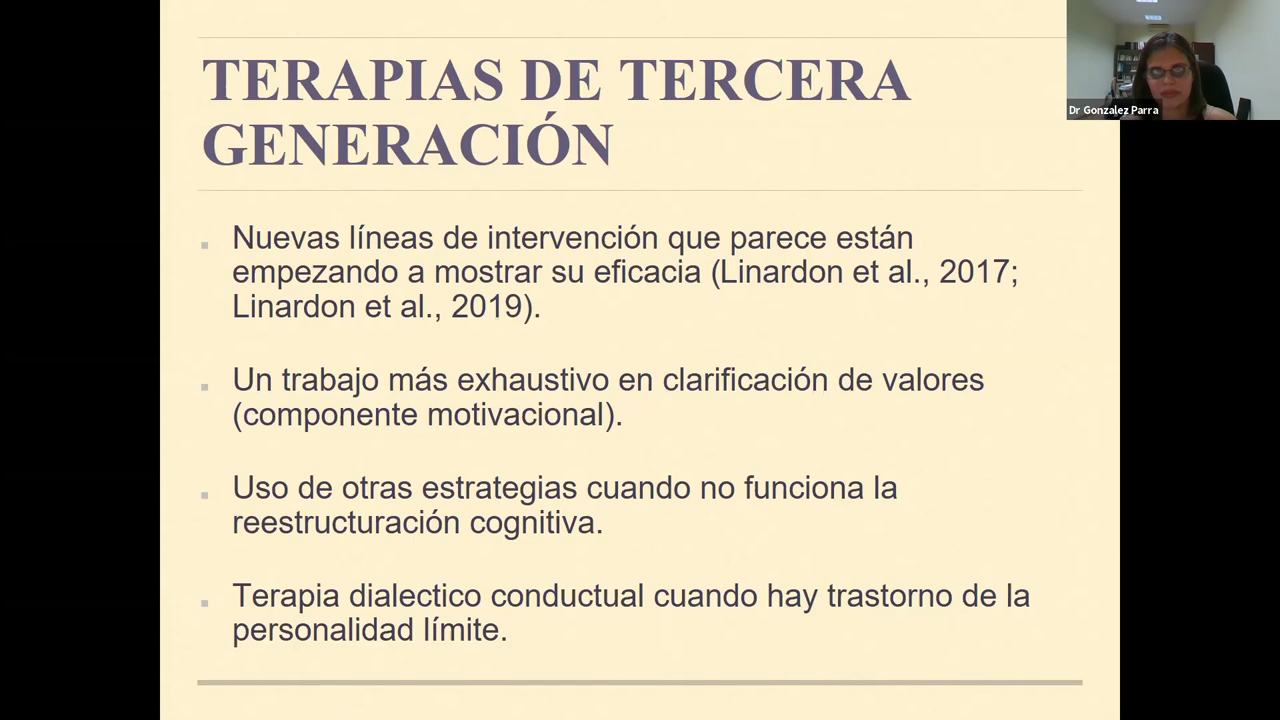 TERAPIAS DE TERCERA
GENERACIÓN
Nuevas líneas de intervención que parece están
empezando a mostrar su eficacia (Linardon et al., 2017;
Linardon et al., 2019).
Un trabajo más exhaustivo en clarificación de valores
(componente motivacional).
Uso de otras estrategias cuando no funciona la
reestructuración cognitiva.
Terapia dialectico conductual cuando hay trastorno de la
personalidad límite.
Dr Gonzalez Parra